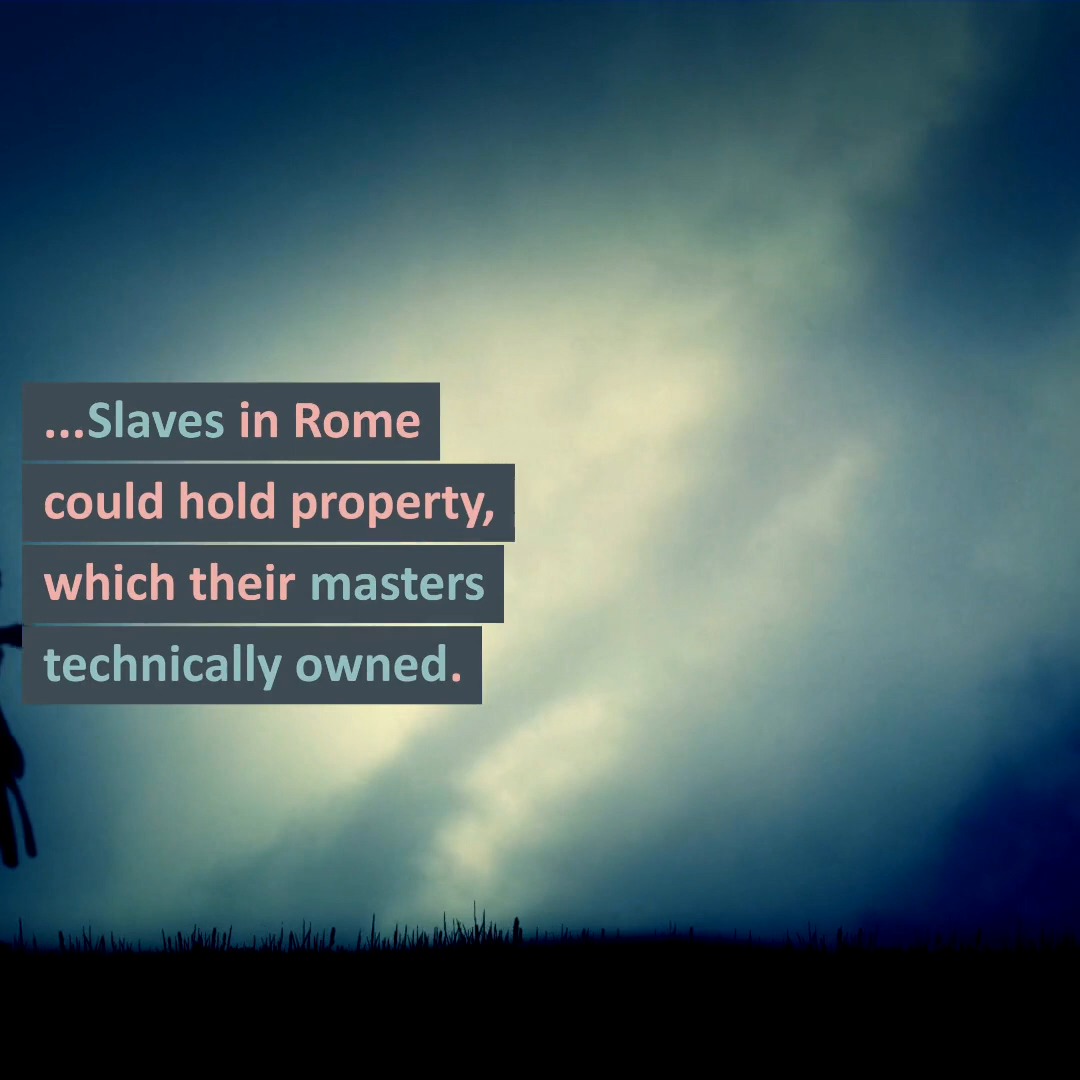 ...Slaves in Rome
could hold property,
which their masters
technically owned.